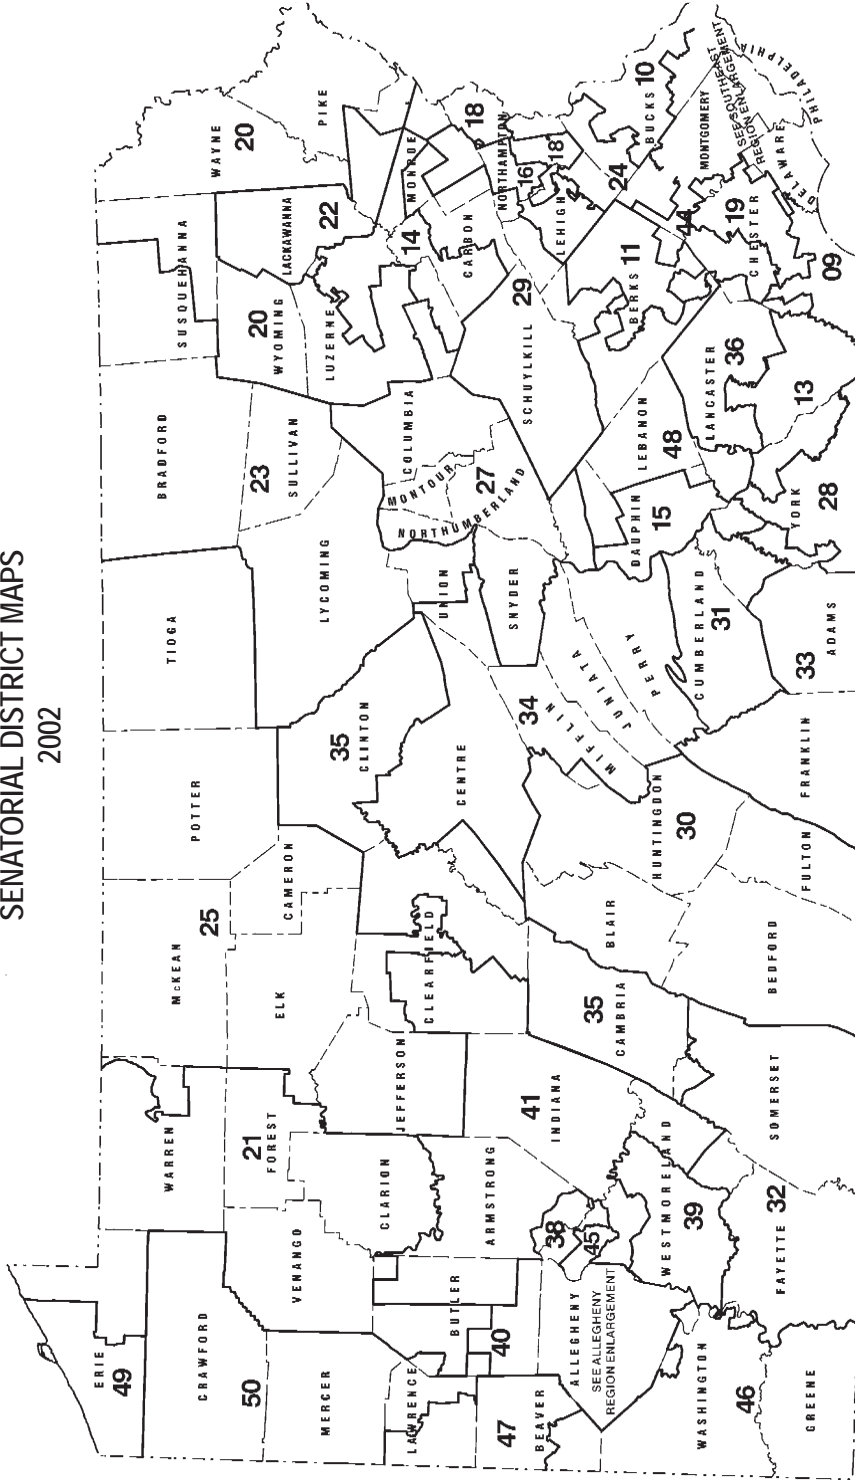 SENATORIAL DISTRICT MAPS
2002
ERIE
49
CRAWFORD
50
MERCER
LAWRENCE
47
BEAVER
WARREN
21
FOREST
VENANGO
CLARION
BUTLER
40
ARMSTRONG
ALLEGHENY
SEE ALLEGHENY
REGION ENLARGEMENT
38
45
WASHINGTON
46
GREENE
WESTMORELAND
39
FAYETTE
32
SOMERSET
McKEAN
25
ELK
JEFFERSON
41
INDIANA
POTTER
CAMERON
CLEARFIELD
35
CAMBRIA
BLAIR
BEDFORD
TIOGA
35
CLINTON
CENTRE
34
MIFFLIN
JUNIATA
PERRY
HUNTINGDON
30
FULTON
FRANKLIN
BRADFORD
23
SULLIVAN
LYCOMING
UNION
SNYDER
COLUMBIA
MONTOUR
27
NORTHUMBERLAND
DAUPHIN
15
CUMBERLAND
31
33
ADAMS
SUSQUEHANNA
20
WYOMING
LUZERNE
SCHUYLKILL
29
LEBANON
48
LANCASTER
36
13
YORK
28
WAYNE
20
PIKE
LACKAWANNA
22
MONROE
14
CARBON
18
NORTHAMPTON
16
18
LEHIGH
11
BERKS
24
BUCKS
10
MONTGOMERY
44
19
CHESTER
09
DELAWARE
SEE SOUTHEAST
REGION ENLARGEMENT
PHILADELPHIA